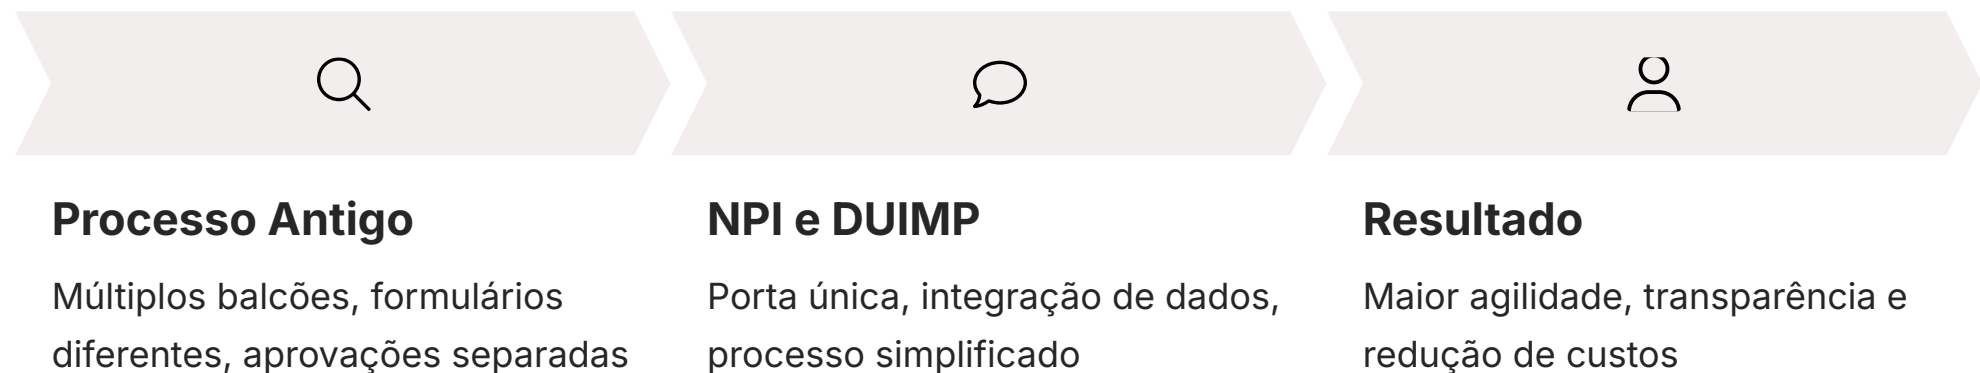 Processo Antigo
Múltiplos balcões, formulários
diferentes, aprovações separadas
NPI e DUIMP
Porta única, integração de dados,
processo simplificado
Resultado
Maior agilidade, transparência e
redução de custos